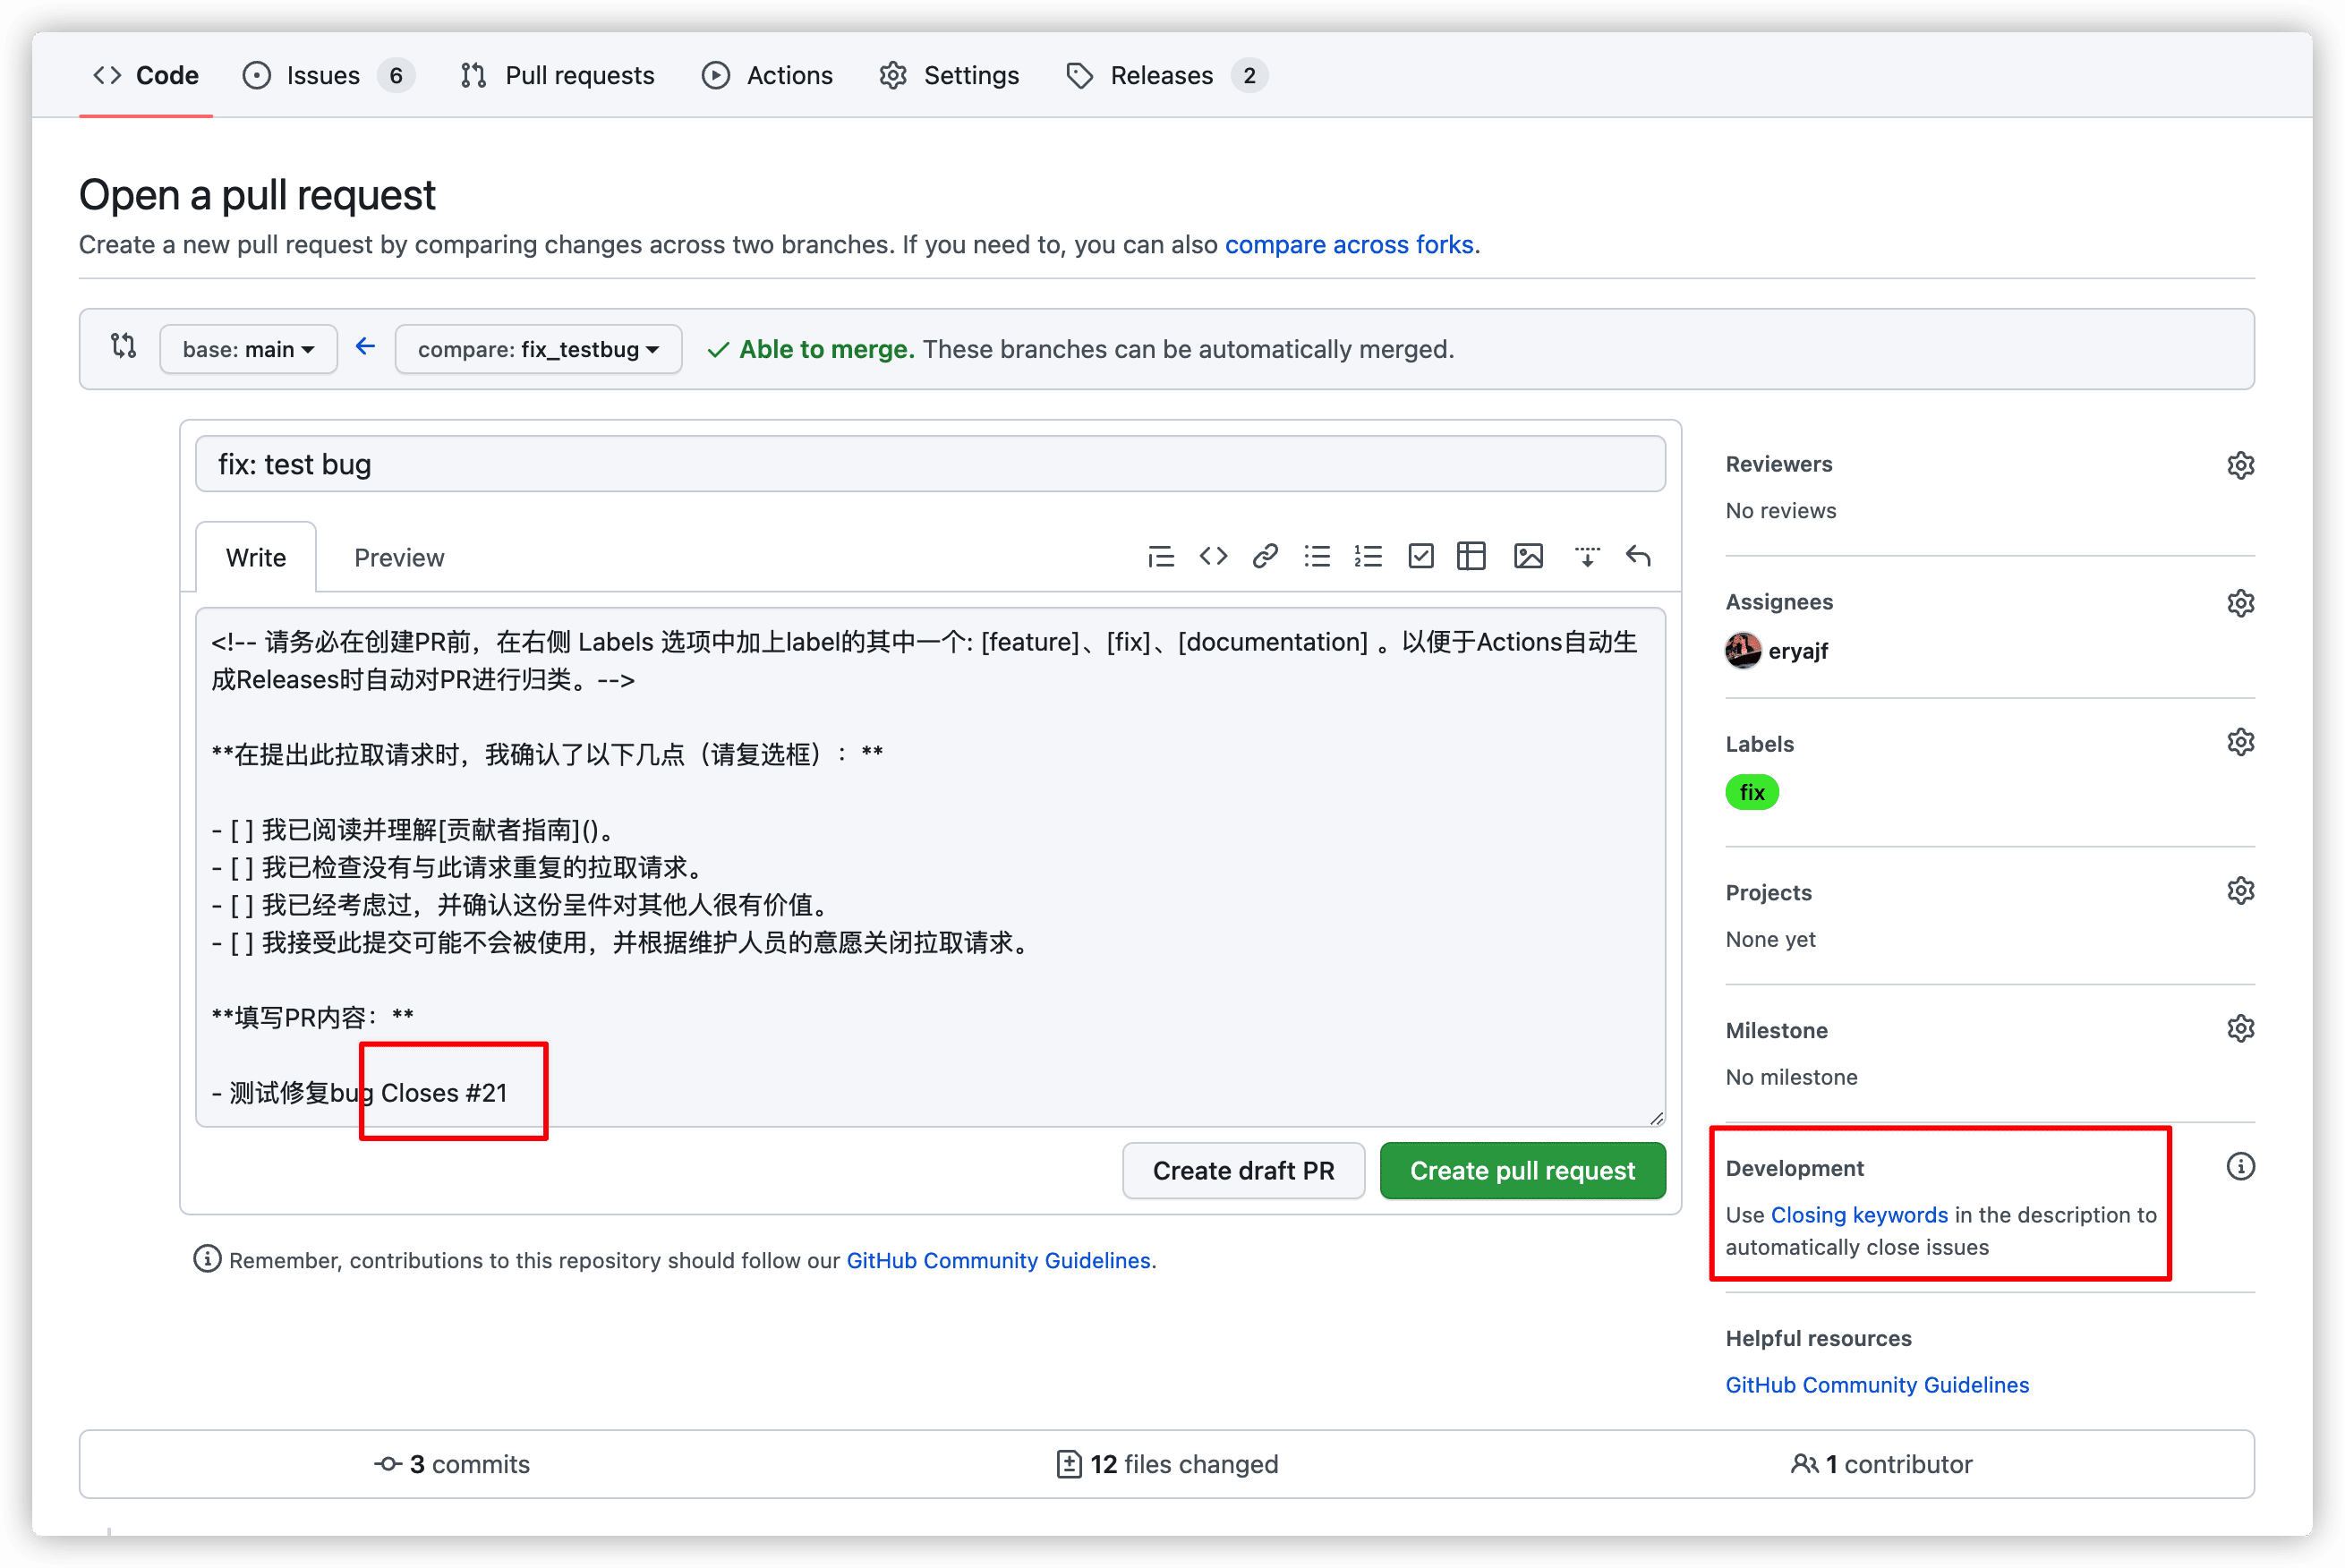 Code Issues 6 Pull requests Actions Settings Releases 2
Open a pull request
Create a new pull request by comparing changes across two branches. If you need to, you can also compare across forks.
base: main compare: fix_testbug Able to merge. These branches can be automatically merged.
fix: test bug
Write Preview
<!-- 请务必在创建PR前，在右侧 Labels 选项中加上label的其中一个: [feature]、[fix]、[documentation] 。以便于Actions自动生
成Releases时自动对PR进行归类。-->
**在提出此拉取请求时，我确认了以下几点（请复选框）：**
- [ ] 我已阅读并理解[贡献者指南]()。
- [ ] 我已检查没有与此请求重复的拉取请求。
- [ ] 我已经考虑过，并确认这份呈件对其他人很有价值。
- [ ] 我接受此提交可能不会被使用，并根据维护人员的意愿关闭拉取请求。
**填写PR内容：**
- 测试修复bug Closes #21
Create draft PR Create pull request
Remember, contributions to this repository should follow our GitHub Community Guidelines.
Reviewers
No reviews
Assignees
eryajf
Labels
fix
Projects
None yet
Milestone
No milestone
Development
Use Closing keywords in the description to
automatically close issues
Helpful resources
GitHub Community Guidelines
3 commits 12 files changed 1 contributor